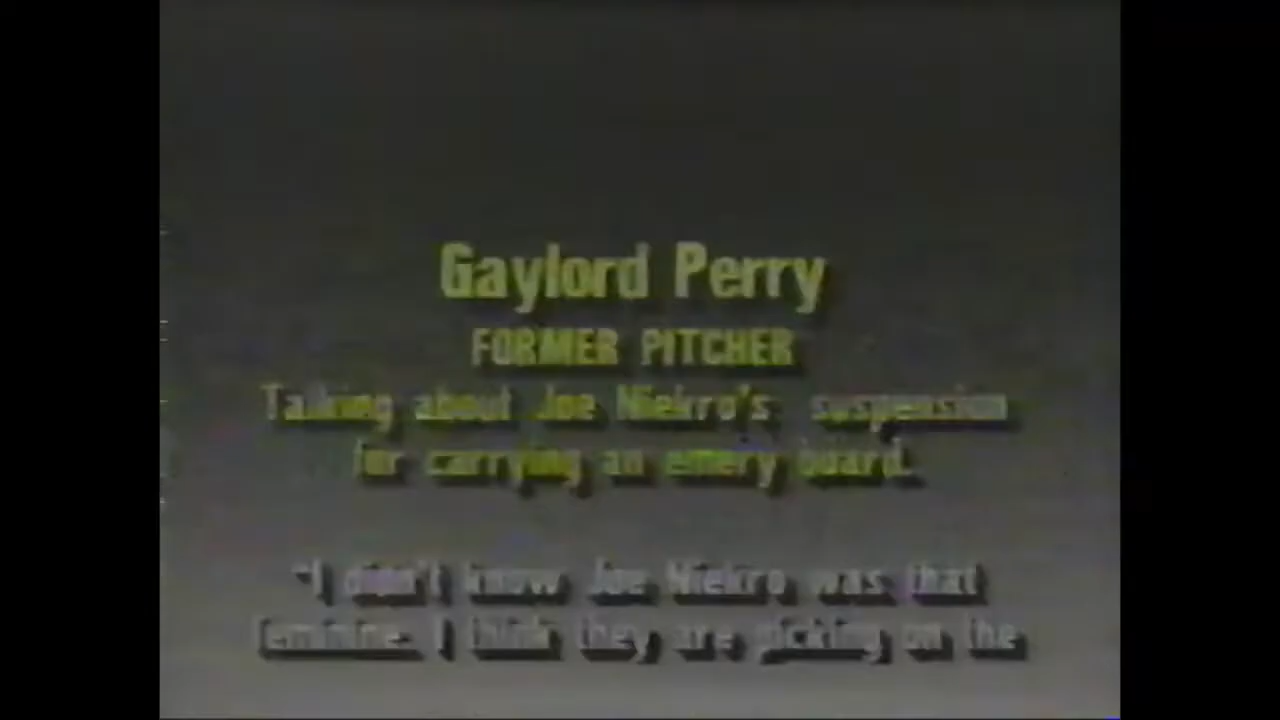 Gaylord Perry
FORMER PITCHER
Talking about Joe Niekro's suspension
for carrying an emery board.
"I didn't know Joe Niekro was that
feminine. I think they are picking on the